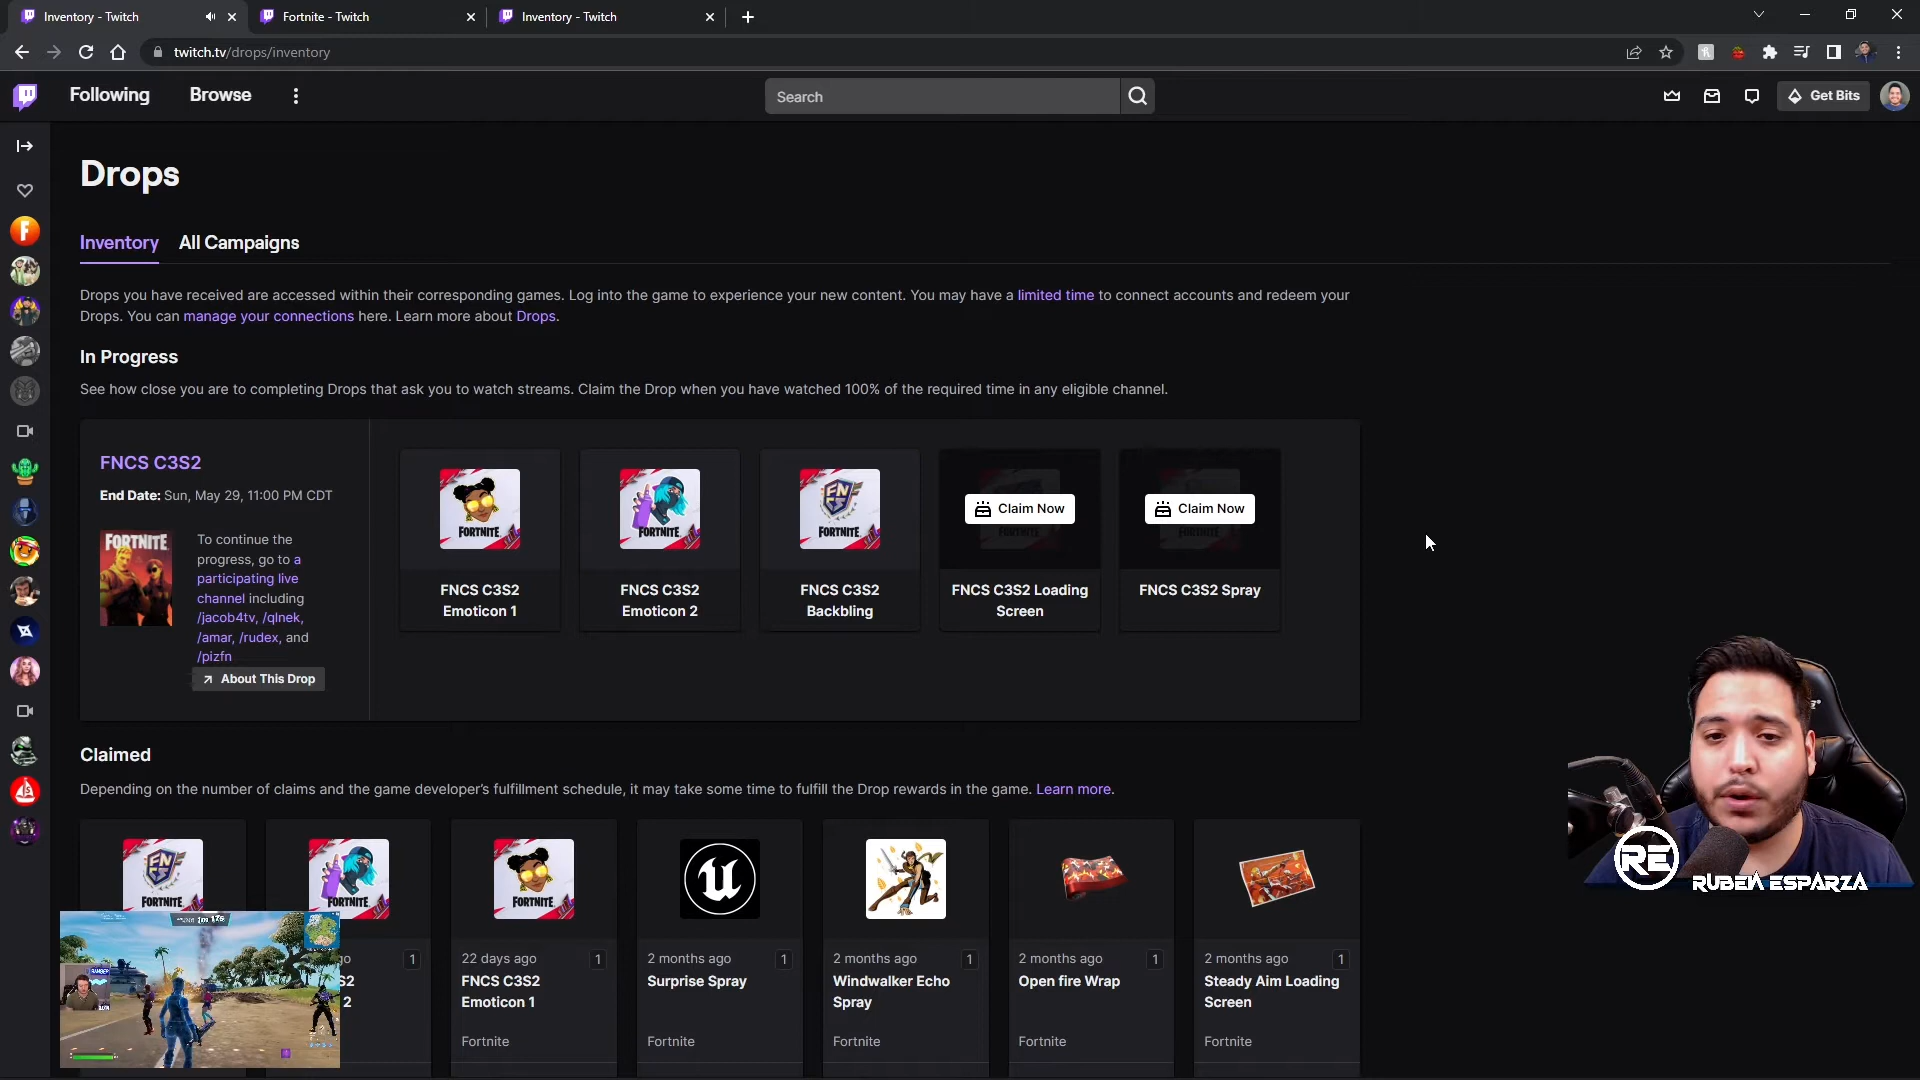 Inventory - Twitch
Fortnite - Twitch
Inventory - Twitch
twitch.tv/drops/inventory
Following
Browse
Search
Get Bits
Drops
Inventory
All Campaigns
Drops you have received are accessed within their corresponding games. Log into the game to experience your new content. You may have a limited time to connect accounts and redeem your
Drops. You can manage your connections here. Learn more about Drops.
In Progress
See how close you are to completing Drops that ask you to watch streams. Claim the Drop when you have watched 100% of the required time in any eligible channel.
FNCS C3S2
End Date: Sun, May 29, 11:00 PM CDT
FORTNITE
To continue the
progress, go to a
participating live
channel including
/jacob4tv, /qlnek,
/amar, /rudex, and
/pizfn
About This Drop
FORTNITE
FNCS C3S2
Emoticon 1
FORTNITE
FNCS C3S2
Emoticon 2
FNCS
FORTNITE
FNCS C3S2
Backbling
Claim Now
FNCS C3S2 Loading
Screen
Claim Now
FNCS C3S2 Spray
Claimed
Depending on the number of claims and the game developer's fulfillment schedule, it may take some time to fulfill the Drop rewards in the game. Learn more.
FORTNITE
FORTNITE
go
1
S2
2
FORTNITE
22 days ago
1
FNCS C3S2
Emoticon 1
Fortnite
2 months ago
1
Surprise Spray
Fortnite
2 months ago
1
Windwalker Echo
Spray
Fortnite
2 months ago
1
Open fire Wrap
Fortnite
2 months ago
1
Steady Aim Loading
Screen
Fortnite
RE
RUBEN ESPARZA